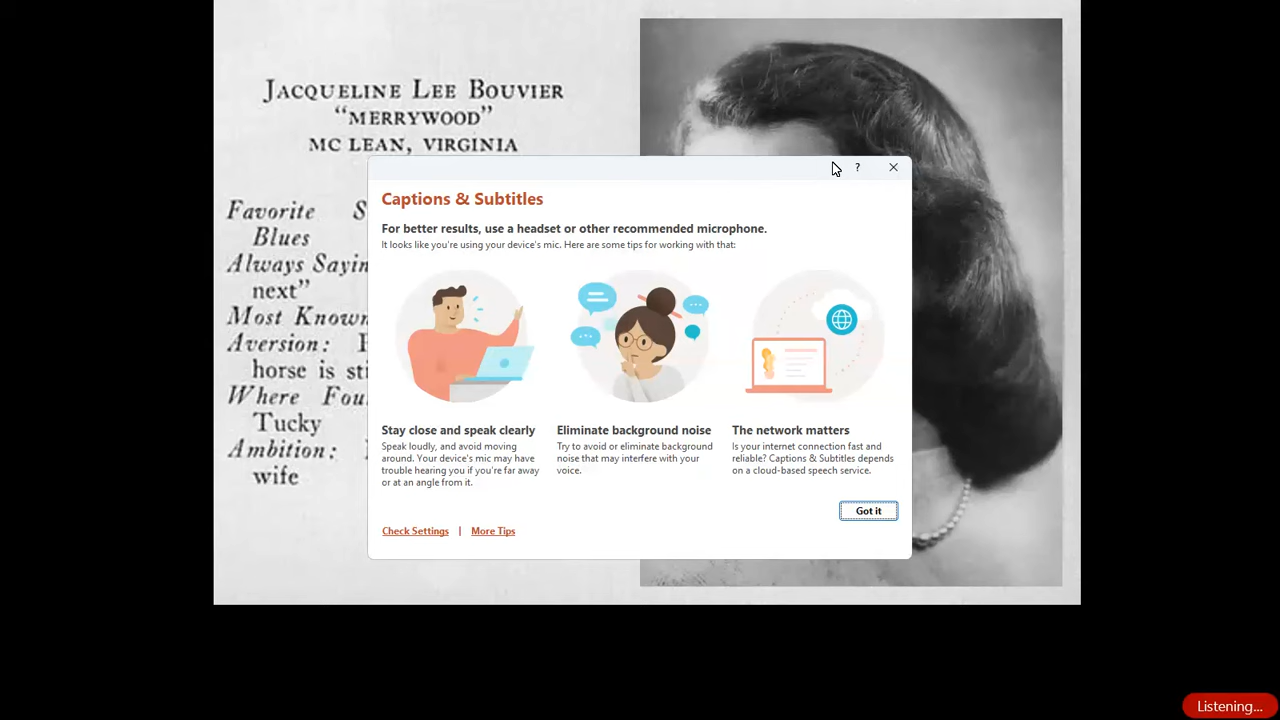 JACQUELINE LEE BOUVIER
"MERRYWOOD"
MC LEAN, VIRGINIA
Favorite S
Blues
Always Sayin
next"
Most Known
Aversion:
horse is sti
Where Fou
Tucky
Ambition:
wife
?
Captions & Subtitles
For better results, use a headset or other recommended microphone.
It looks like you're using your device's mic. Here are some tips for working with that:
Stay close and speak clearly
Speak loudly, and avoid moving
around. Your device's mic may have
trouble hearing you if you're far away
or at an angle from it.
Eliminate background noise
Try to avoid or eliminate background
noise that may interfere with your
voice.
The network matters
Is your internet connection fast and
reliable? Captions & Subtitles depends
on a cloud-based speech service.
Got it
Check Settings | More Tips
Listening...